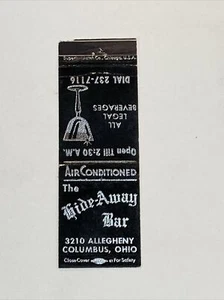 DIAL 237-7116
ALL
LEGAL
BEVERAGES
Open Till 2:30 A.M.
AIR CONDITIONED
The
Hide-Away
Bar
3210 ALLEGHENY
COLUMBUS, OHIO
Close Cover for Safety